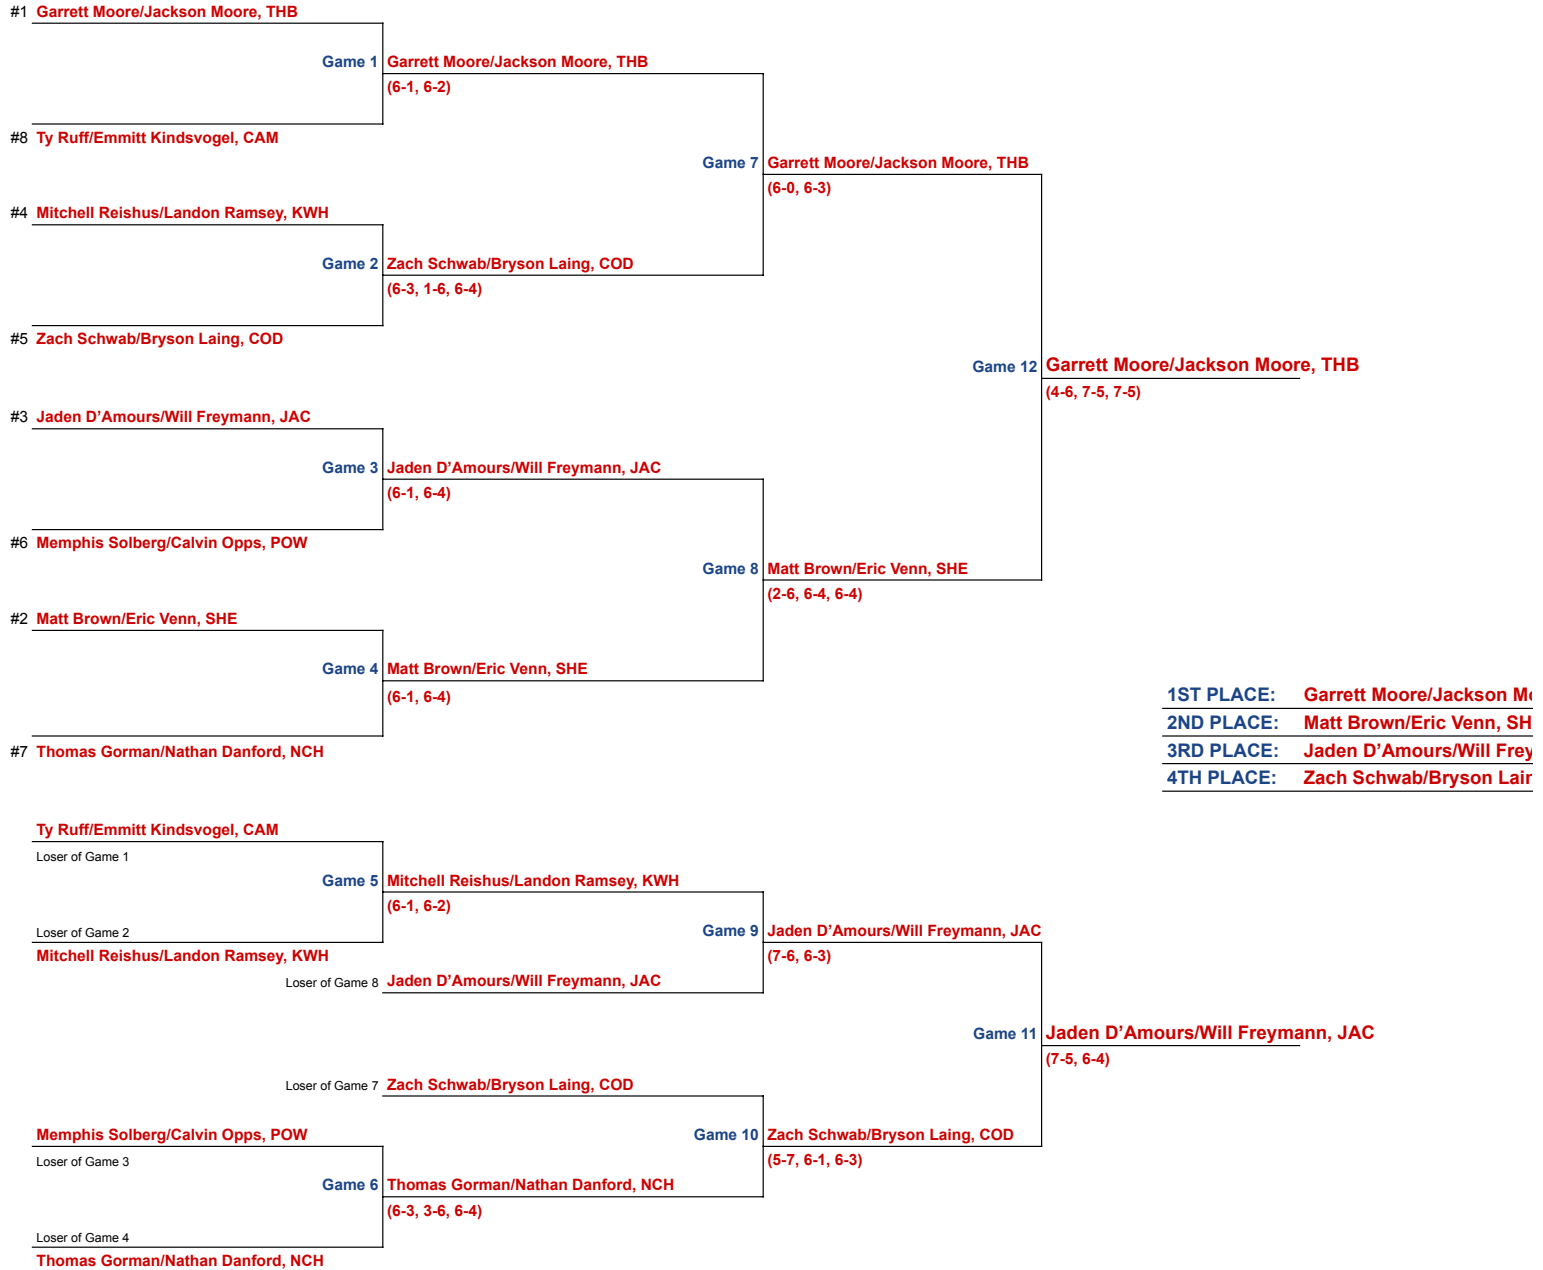 #1 Garrett Moore/Jackson Moore, THB
Game 1 Garrett Moore/Jackson Moore, THB
(6-1, 6-2)
#8 Ty Ruff/Emmitt Kindsvogel, CAM
Game 7 Garrett Moore/Jackson Moore, THB
(6-0, 6-3)
#4 Mitchell Reishus/Landon Ramsey, KWH
Game 2 Zach Schwab/Bryson Laing, COD
(6-3, 1-6, 6-4)
#5 Zach Schwab/Bryson Laing, COD
Game 12 Garrett Moore/Jackson Moore, THB
(4-6, 7-5, 7-5)
#3 Jaden D’Amours/Will Freymann, JAC
Game 3 Jaden D’Amours/Will Freymann, JAC
(6-1, 6-4)
#6 Memphis Solberg/Calvin Opps, POW
Game 8 Matt Brown/Eric Venn, SHE
(2-6, 6-4, 6-4)
#2 Matt Brown/Eric Venn, SHE
Game 4 Matt Brown/Eric Venn, SHE
(6-1, 6-4)
#7 Thomas Gorman/Nathan Danford, NCH
1ST PLACE: Garrett Moore/Jackson
2ND PLACE: Matt Brown/Eric Venn, SH
3RD PLACE: Jaden D’Amours/Will Frey
4TH PLACE: Zach Schwab/Bryson
Ty Ruff/Emmitt Kindsvogel, CAM
Loser of Game 1
Game 5 Mitchell Reishus/Landon Ramsey, KWH
(6-1, 6-2)
Loser of Game 2
Mitchell Reishus/Landon Ramsey, KWH
Game 9 Jaden D’Amours/Will Freymann, JAC
(7-6, 6-3)
Loser of Game 8 Jaden D’Amours/Will Freymann, JAC
Game 11 Jaden D’Amours/Will Freymann, JAC
(7-5, 6-4)
Loser of Game 7 Zach Schwab/Bryson Laing, COD
Memphis Solberg/Calvin Opps, POW
Loser of Game 3
Game 10 Zach Schwab/Bryson Laing, COD
(5-7, 6-1, 6-3)
Game 6 Thomas Gorman/Nathan Danford, NCH
(6-3, 3-6, 6-4)
Loser of Game 4
Thomas Gorman/Nathan Danford, NCH